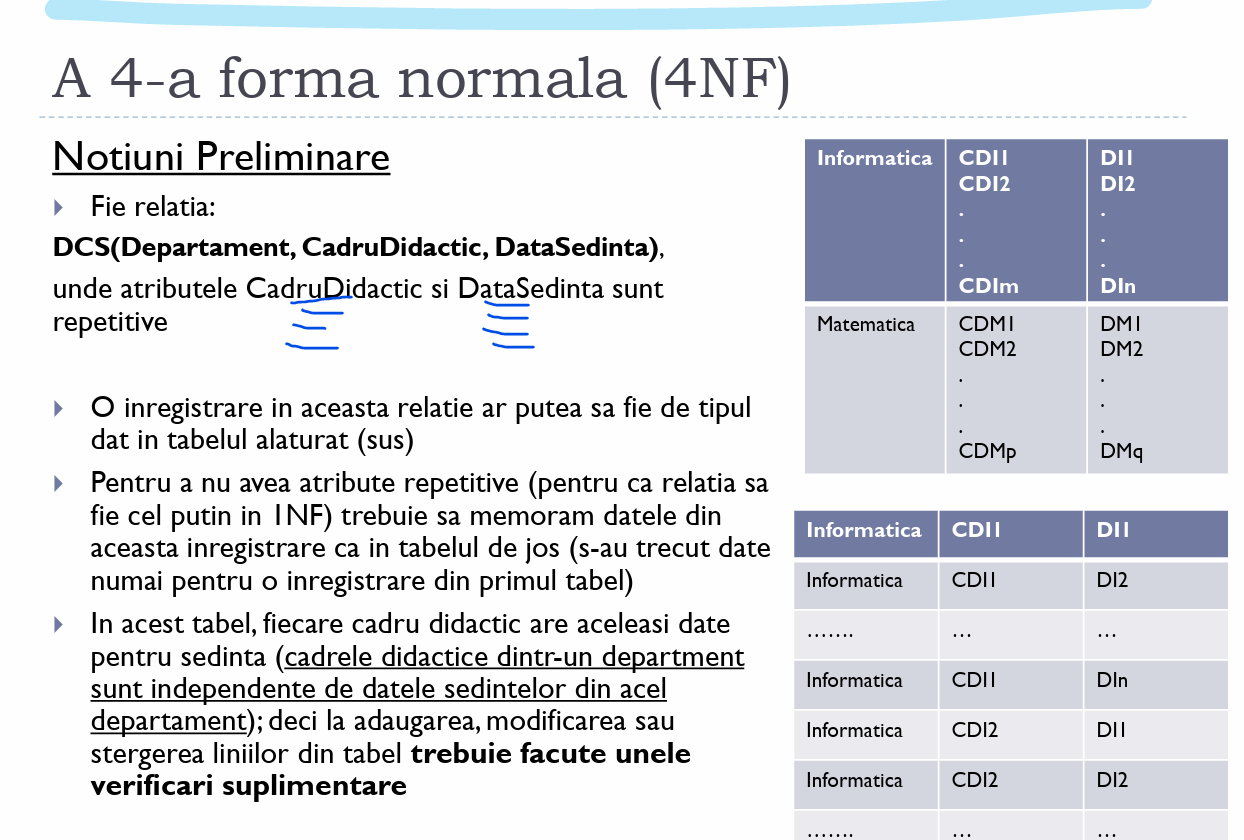 A 4-a forma normala (4NF)
Notiuni Preliminare
Fie relatia:
DCS(Departament, CadruDidactic, DataSedinta),
unde atributele CadruDidactic si DataSedinta sunt
repetitive
O inregistrare in aceasta relatie ar putea sa fie de tipul
dat in tabelul alaturat (sus)
Pentru a nu avea atribute repetitive (pentru ca relatia sa
fie cel putin in 1NF) trebuie sa memoram datele din
aceasta inregistrare ca in tabelul de jos (s-au trecut date
numai pentru o inregistrare din primul tabel)
In acest tabel, fiecare cadru didactic are aceleasi date
pentru sedinta (cadrele didactice dintr-un department
sunt independente de datele sedintelor din acel
departament); deci la adaugarea, modificarea sau
stergerea liniilor din tabel trebuie facute unele
verificari suplimentare
Informatica CDI1 DI1
CDI2 DI2
. .
. .
. .
CDIm DIn
Matematica CDM1 DM1
CDM2 DM2
. .
. .
. .
CDMp DMq
Informatica CDI1 DI1
Informatica CDI1 DI2
....... ... ...
Informatica CDI1 DIn
Informatica CDI2 DI1
Informatica CDI2 DI2
....... ... ...